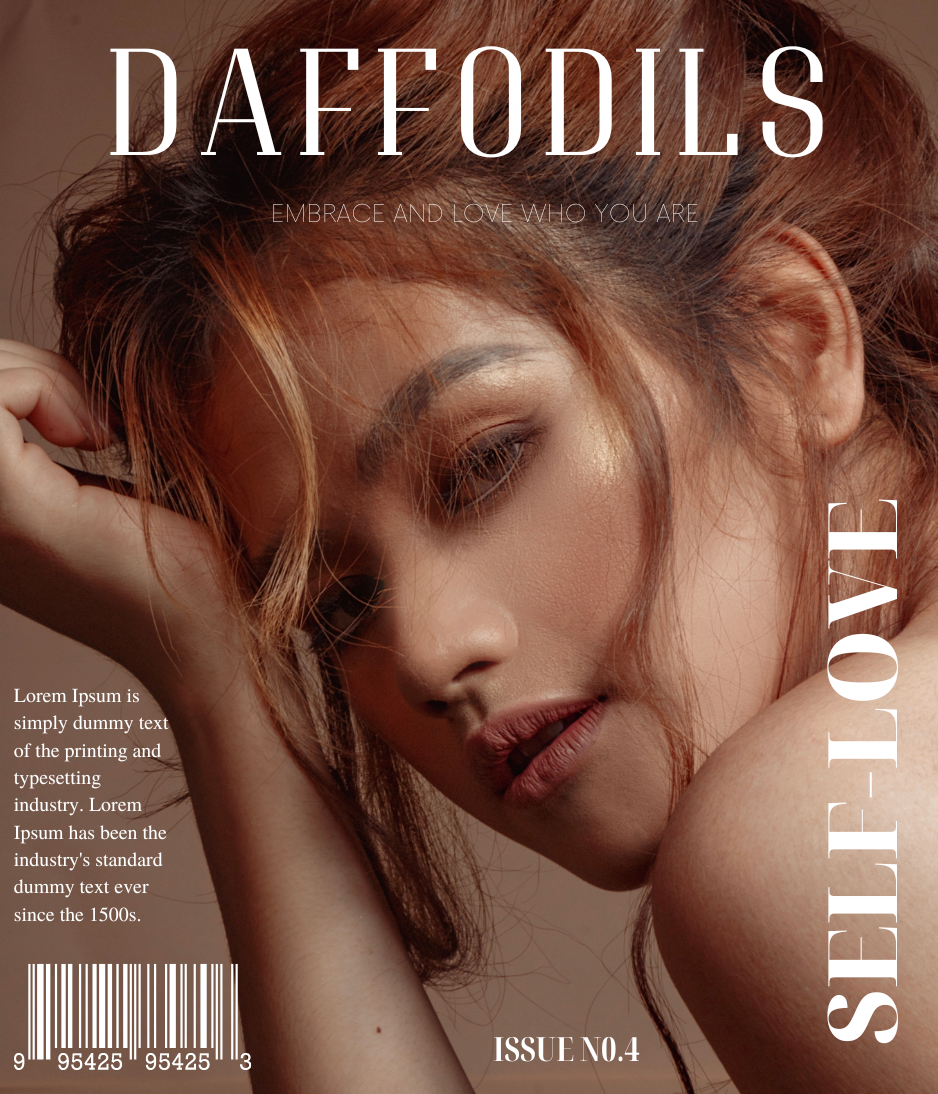 DAFFODILS
EMBRACE AND LOVE WHO YOU ARE
SELF-LOVE
Lorem Ipsum is
simply dummy text
of the printing and
typesetting
industry. Lorem
Ipsum has been the
industry's standard
dummy text ever
since the 1500s.
9 95425 95425 3
ISSUE N0.4